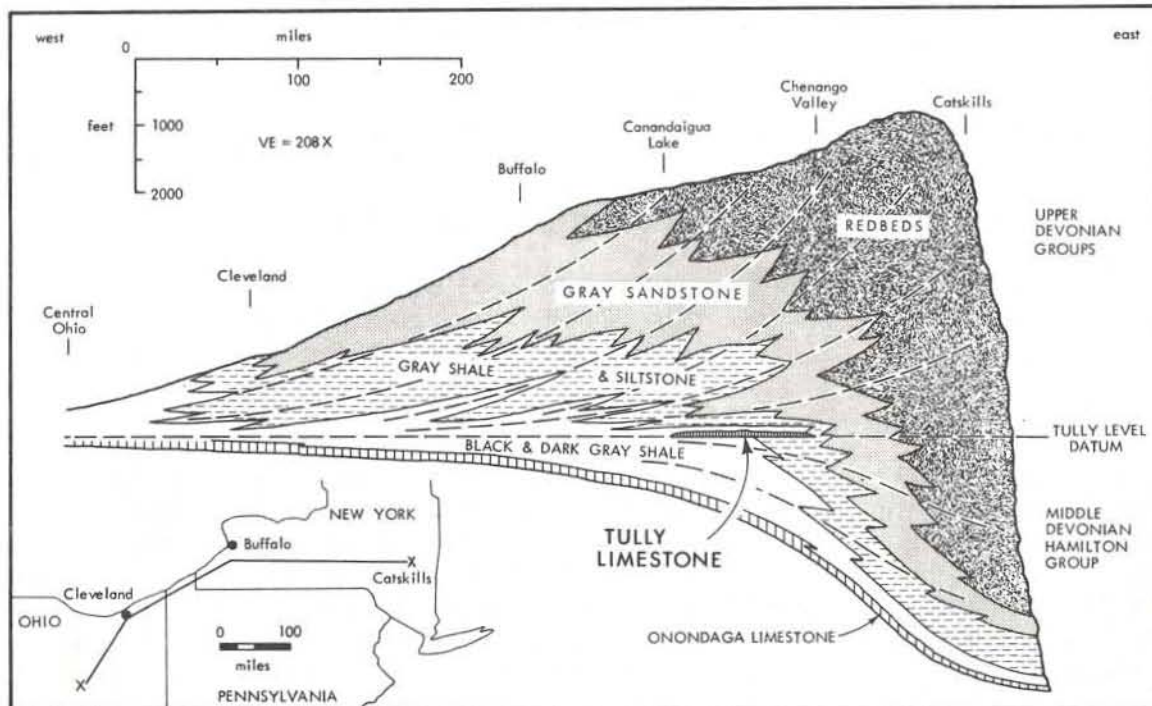 west
miles
east
0
100
200
feet
1000
2000
VE = 208 X
Central
Ohio
Cleveland
Buffalo
Canandaigua
Lake
Chenango
Valley
Catskills
REDBEDS
UPPER
DEVONIAN
GROUPS
GRAY SANDSTONE
GRAY SHALE
& SILTSTONE
BLACK & DARK GRAY SHALE
TULLY LEVEL
DATUM
TULLY
LIMESTONE
MIDDLE
DEVONIAN
HAMILTON
GROUP
ONONDAGA LIMESTONE
NEW YORK
Buffalo
X
Catskills
Cleveland
OHIO
0
100
miles
X
PENNSYLVANIA